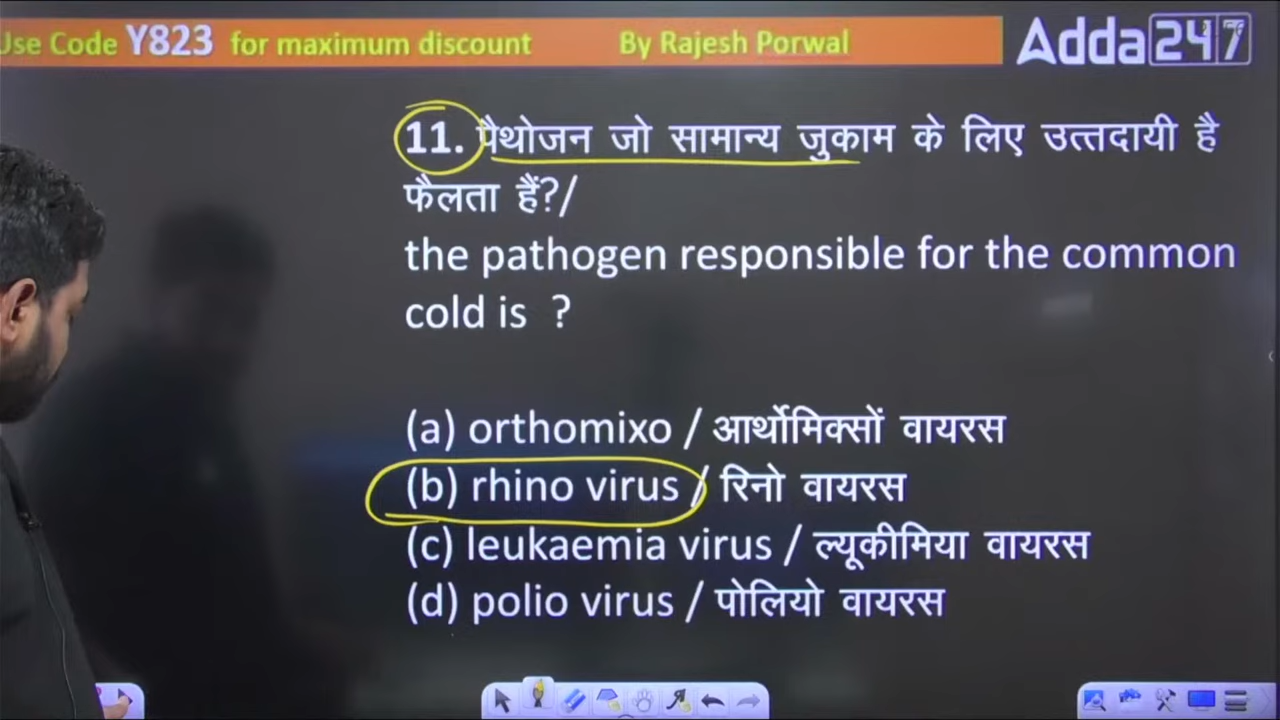 Use Code Y823 for maximum discount By Rajesh Porwal
Adda247
11. पैथोजन जो सामान्य जुकाम के लिए उत्तदायी है
फैलता हैं?/
the pathogen responsible for the common
cold is ?
(a) orthomixo / आर्थोमिक्सों वायरस
(b) rhino virus / रिनो वायरस
(c) leukaemia virus / ल्यूकीमिया वायरस
(d) polio virus / पोलियो वायरस